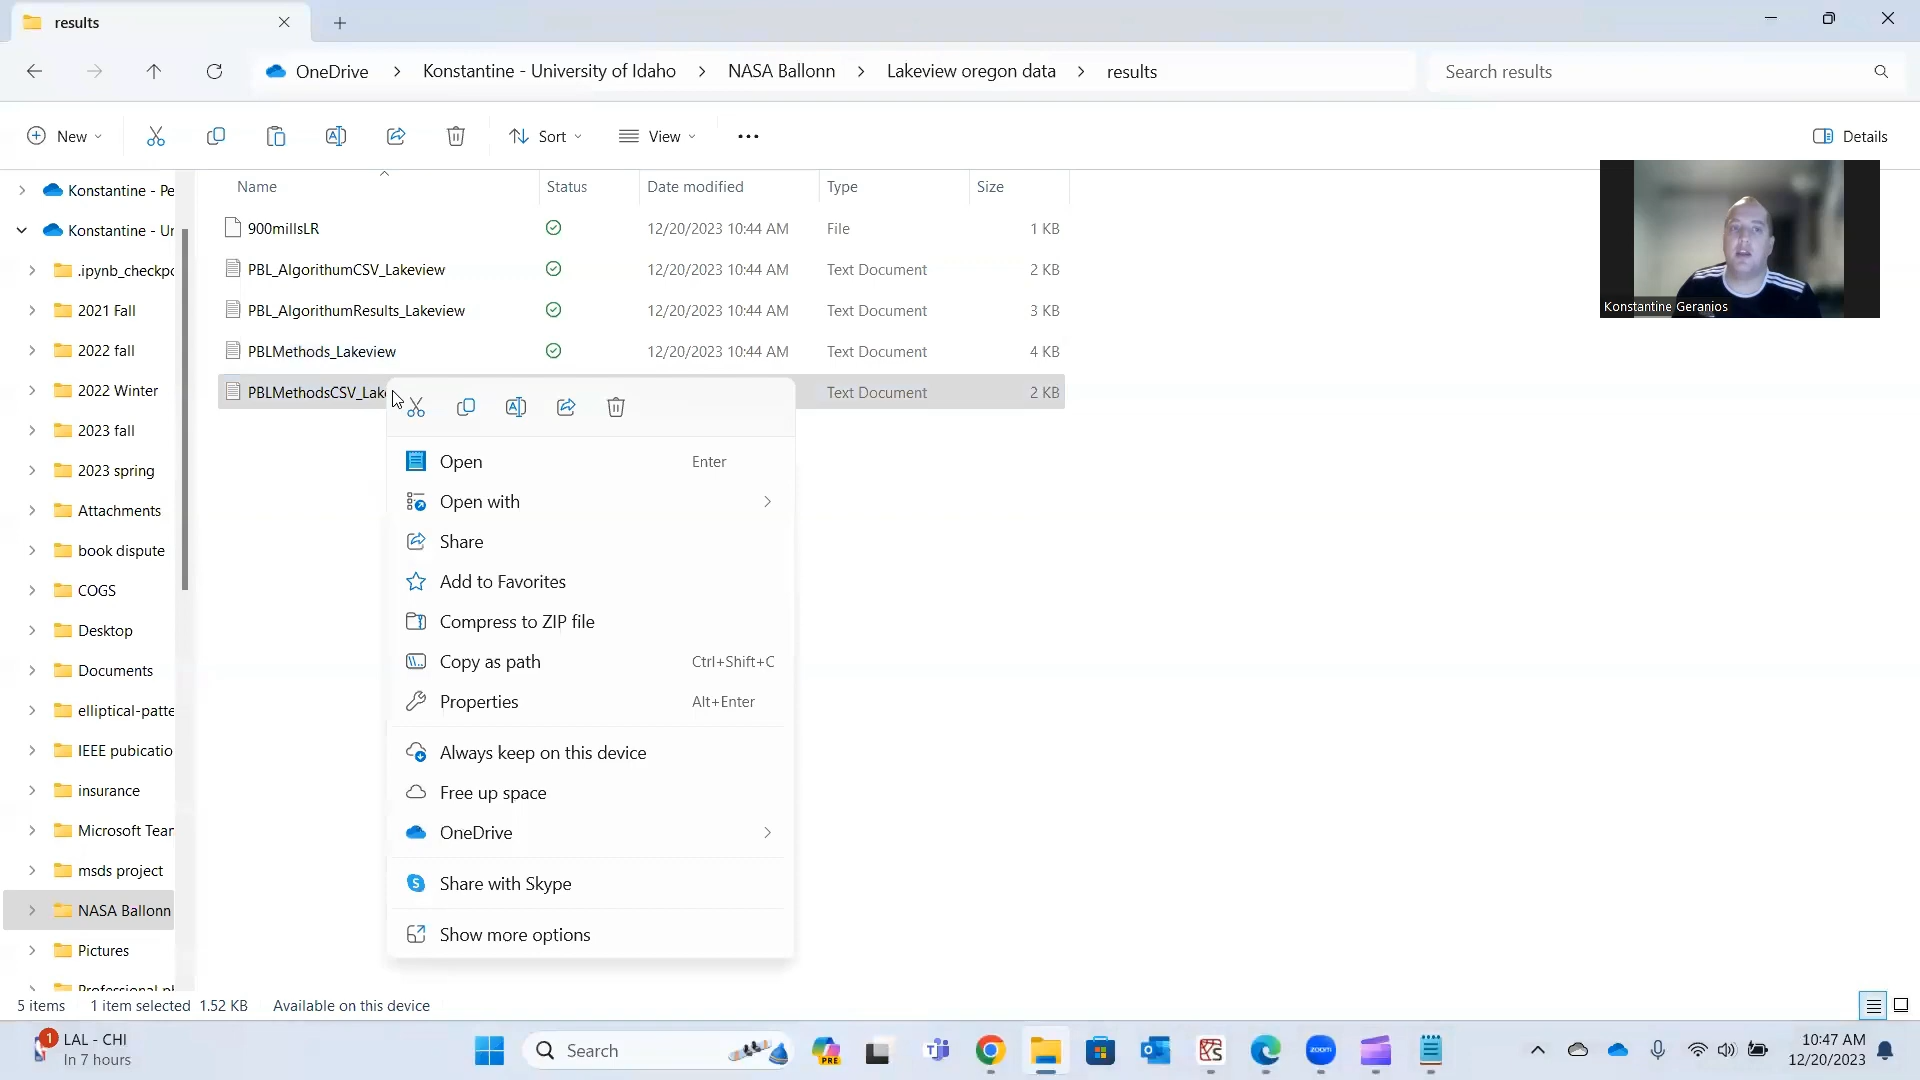 results
OneDrive > Konstantine - University of Idaho > NASA Ballonn > Lakeview oregon data > results
Search results
New
Sort
View
Details
Name Status Date modified Type Size
900millsLR 12/20/2023 10:44 AM File 1 KB
PBL_AlgorithumCSV_Lakeview 12/20/2023 10:44 AM Text Document 2 KB
PBL_AlgorithumResults_Lakeview 12/20/2023 10:44 AM Text Document 3 KB
PBLMethods_Lakeview 12/20/2023 10:44 AM Text Document 4 KB
PBLMethodsCSV_Lake Text Document 2 KB
Konstantine - Pe
Konstantine - Ur
.ipynb_checkpo
2021 Fall
2022 fall
2022 Winter
2023 fall
2023 spring
Attachments
book dispute
COGS
Desktop
Documents
elliptical-patte
IEEE pubicatio
insurance
Microsoft Tear
msds project
NASA Ballonn
Pictures
Open Enter
Open with
Share
Add to Favorites
Compress to ZIP file
Copy as path Ctrl+Shift+C
Properties Alt+Enter
Always keep on this device
Free up space
OneDrive
Share with Skype
Show more options
Konstantine Geranios
5 items 1 item selected 1.52 KB Available on this device
1
LAL - CHI
In 7 hours
Search
PRE
zoom
10:47 AM
12/20/2023